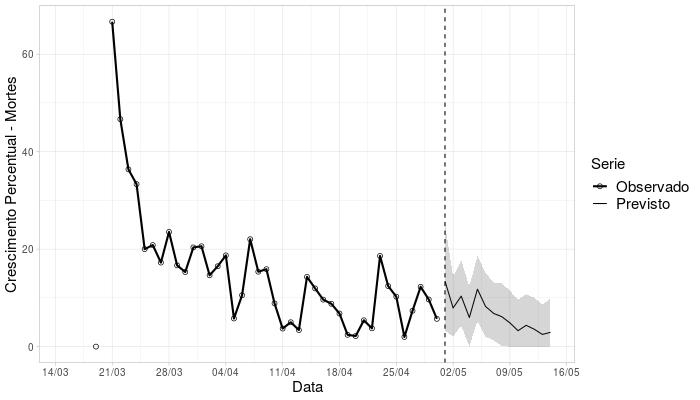 Crescimento Percentual - Mortes
60
40
20
0
14/03 21/03 28/03 04/04 11/04 18/04 25/04 02/05 09/05 16/05
Data
Serie
Observado
Previsto